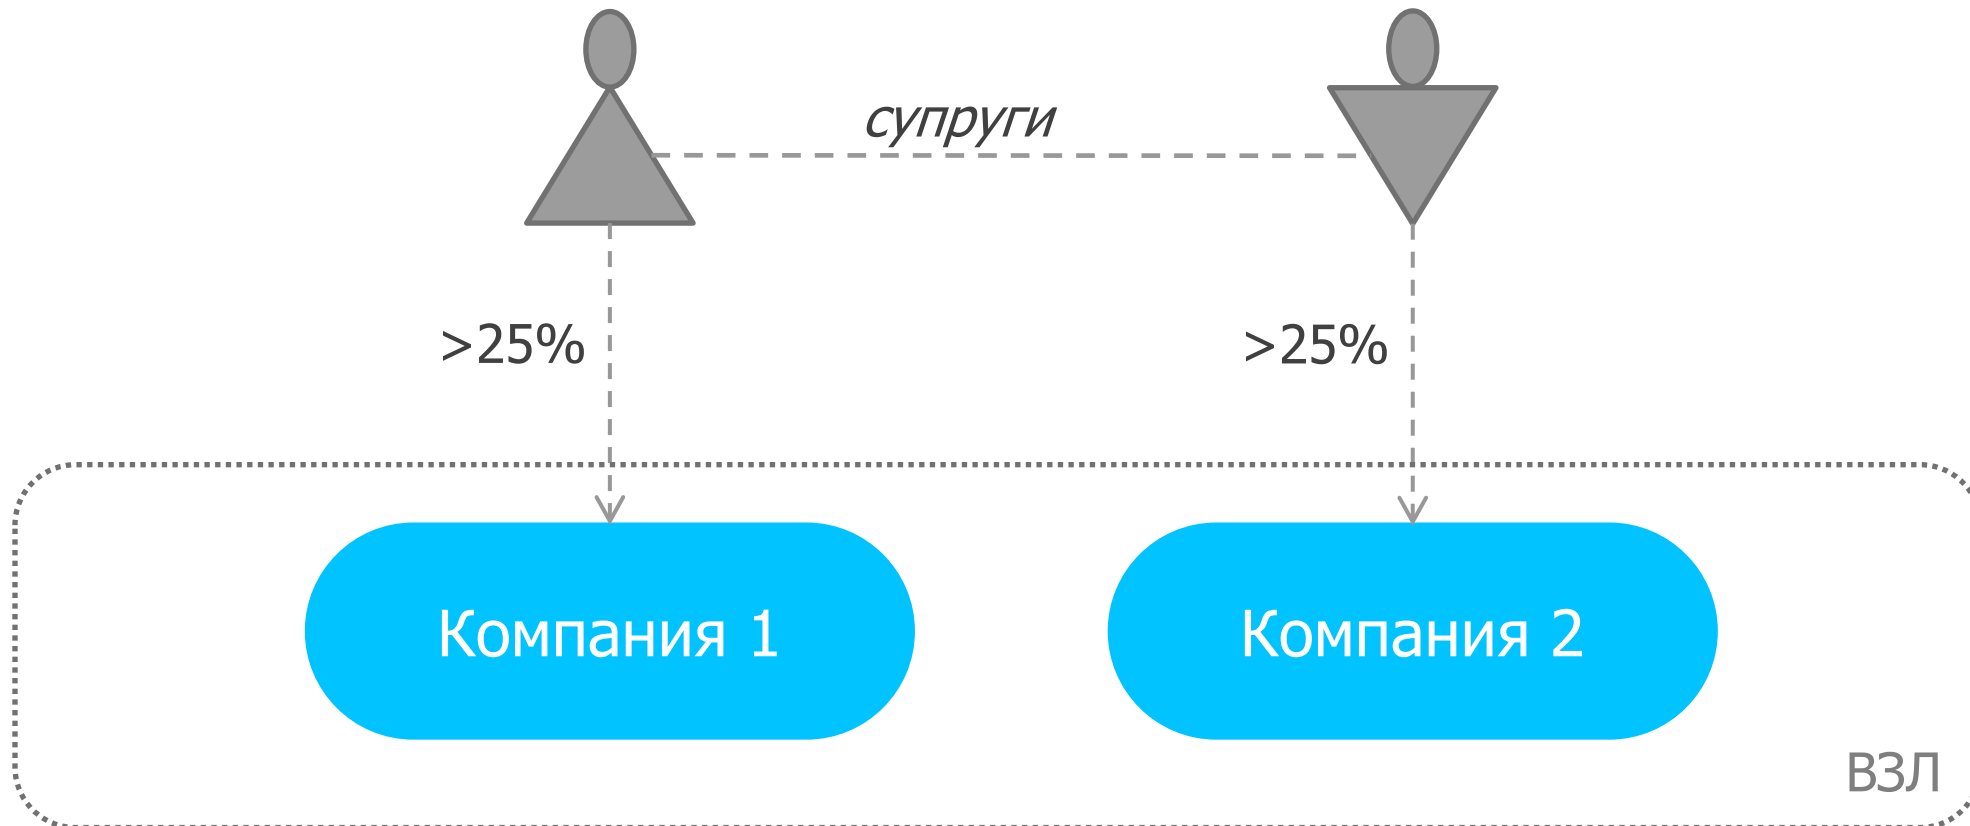 супруги
>25%
>25%
Компания 1
Компания 2
ВЗЛ